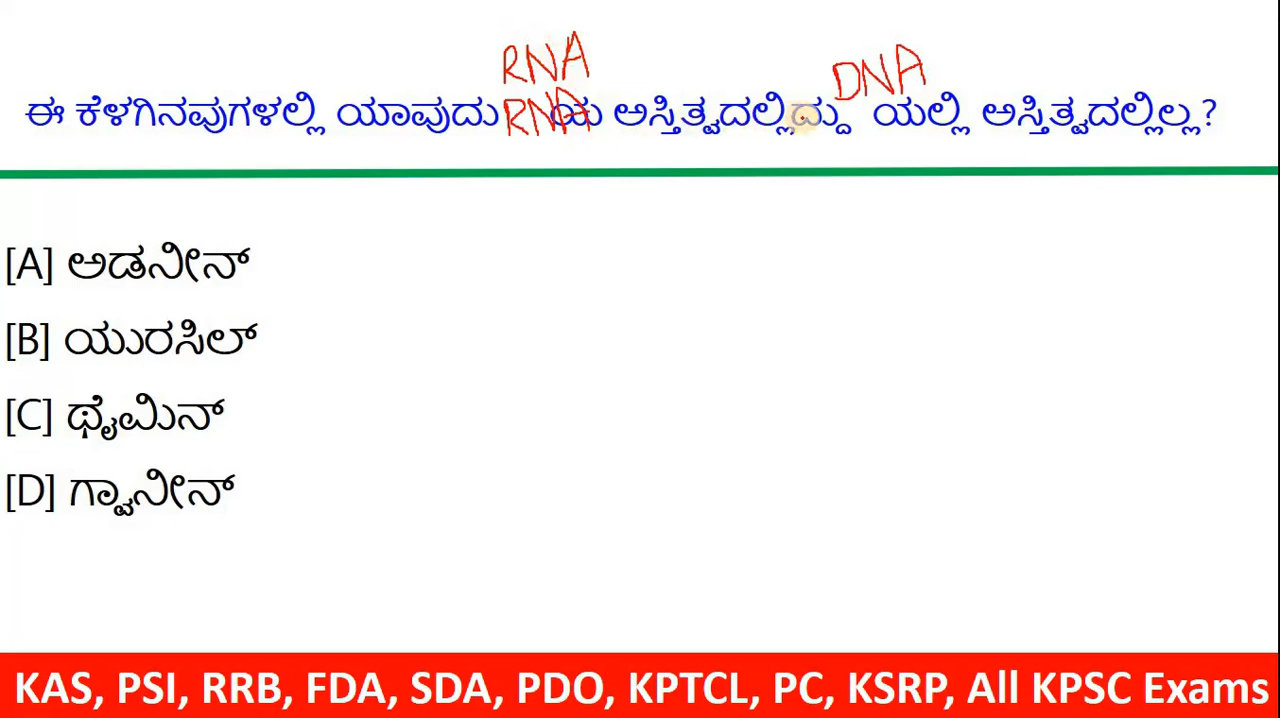 RNA DNA
ಈ ಕೆಳಗಿನವುಗಳಲ್ಲಿ ಯಾವುದು RNA ಯ ಅಸ್ತಿತ್ವದಲ್ಲಿದ್ದು ಯಲ್ಲಿ ಅಸ್ತಿತ್ವದಲ್ಲಿಲ್ಲ?
[A] ಅಡನೀನ್
[B] ಯುರಸಿಲ್
[C] ಥೈಮಿನ್
[D] ಗ್ವಾನೀನ್
KAS, PSI, RRB, FDA, SDA, PDO, KPTCL, PC, KSRP, All KPSC Exams